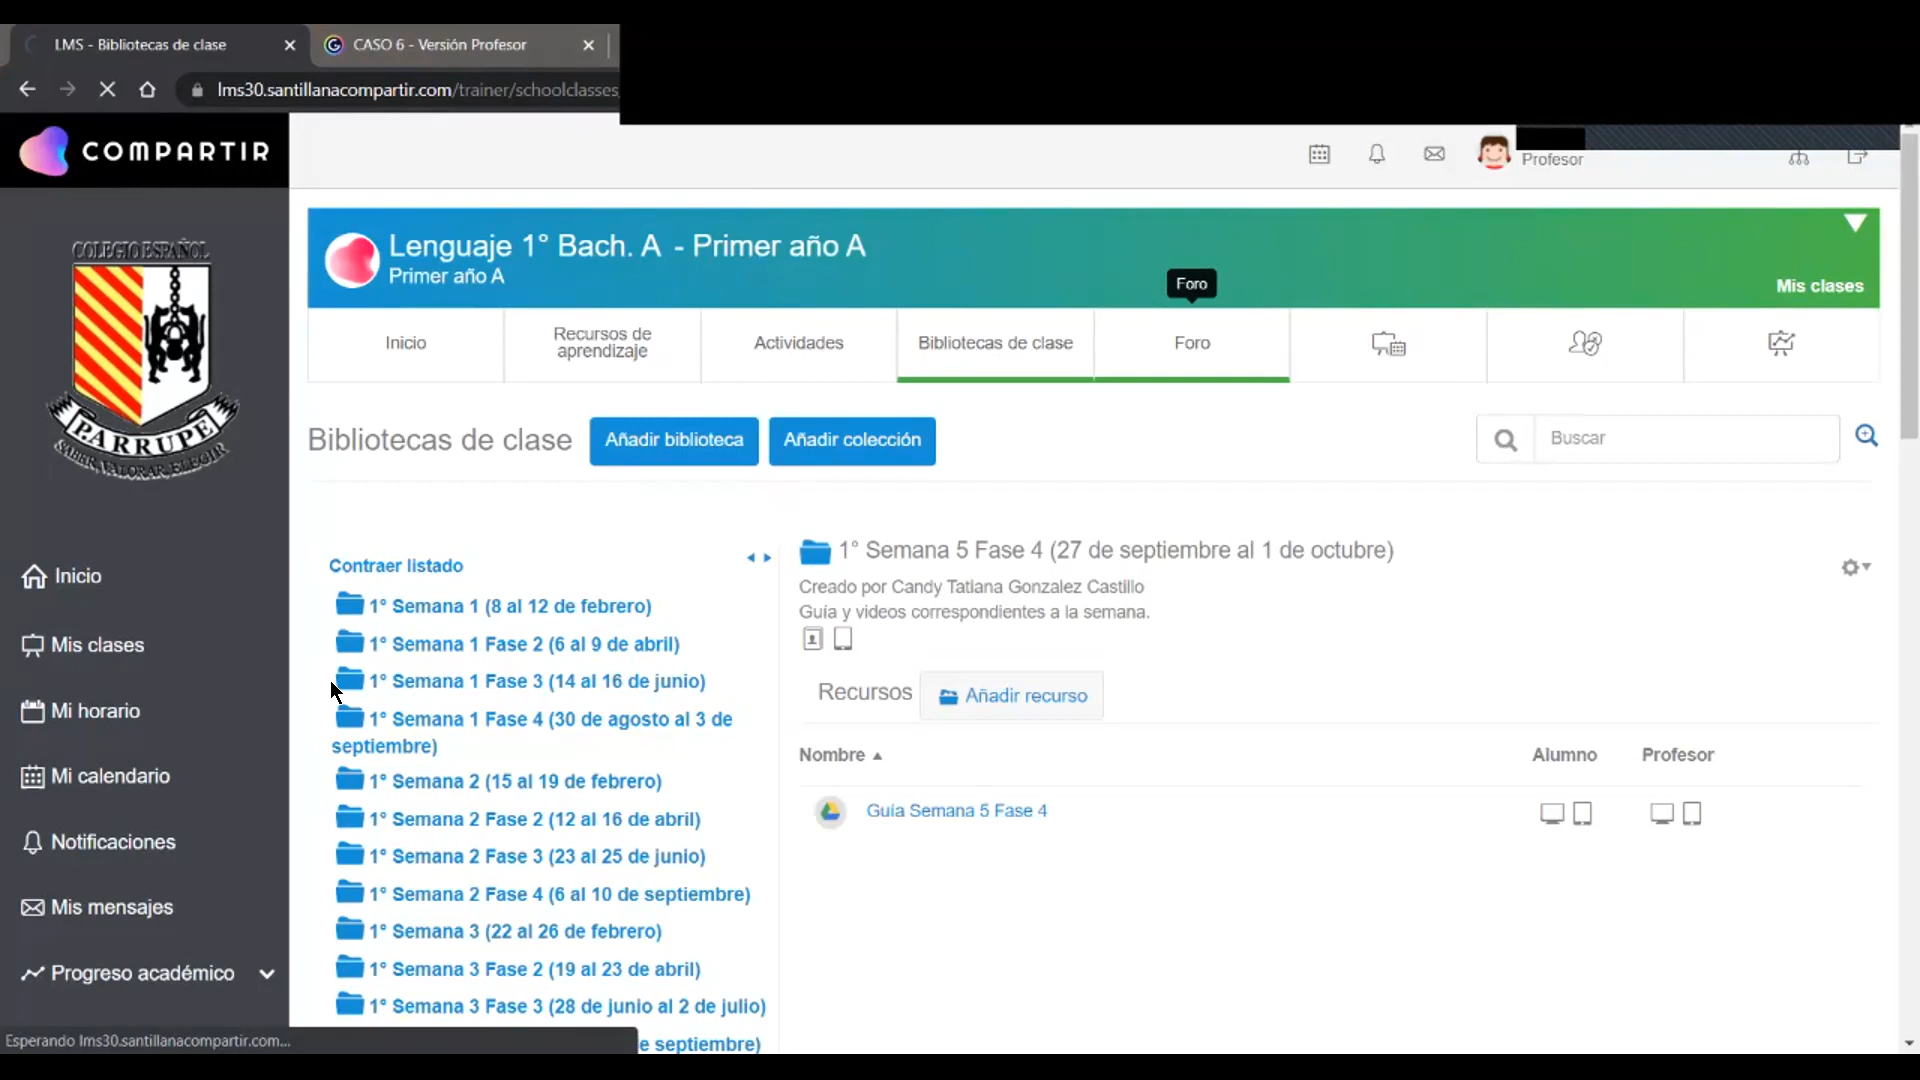 LMS - Bibliotecas de clase
CASO 6 - Versión Profesor
lms30.santillanacompartir.com/trainer/schoolclasses
COMPARTIR
Profesor
COLEGIO ESPAÑOL
P. ARRUPE
SABER, VALORAR, ELEGIR
Lenguaje 1° Bach. A - Primer año A
Primer año A
Foro
Mis clases
Inicio
Recursos de
aprendizaje
Actividades
Bibliotecas de clase
Foro
Bibliotecas de clase
Añadir biblioteca
Añadir colección
Buscar
Inicio
Mis clases
Mi horario
Mi calendario
Notificaciones
Mis mensajes
Progreso académico
Contraer listado
1° Semana 1 (8 al 12 de febrero)
1° Semana 1 Fase 2 (6 al 9 de abril)
1° Semana 1 Fase 3 (14 al 16 de junio)
1° Semana 1 Fase 4 (30 de agosto al 3 de
septiembre)
1° Semana 2 (15 al 19 de febrero)
1° Semana 2 Fase 2 (12 al 16 de abril)
1° Semana 2 Fase 3 (23 al 25 de junio)
1° Semana 2 Fase 4 (6 al 10 de septiembre)
1° Semana 3 (22 al 26 de febrero)
1° Semana 3 Fase 2 (19 al 23 de abril)
1° Semana 3 Fase 3 (28 de junio al 2 de julio)
e septiembre)
1° Semana 5 Fase 4 (27 de septiembre al 1 de octubre)
Creado por Candy Tatiana Gonzalez Castillo
Guía y videos correspondientes a la semana.
Recursos
Añadir recurso
Nombre
Alumno
Profesor
Guía Semana 5 Fase 4
Esperando lms30.santillanacompartir.com...